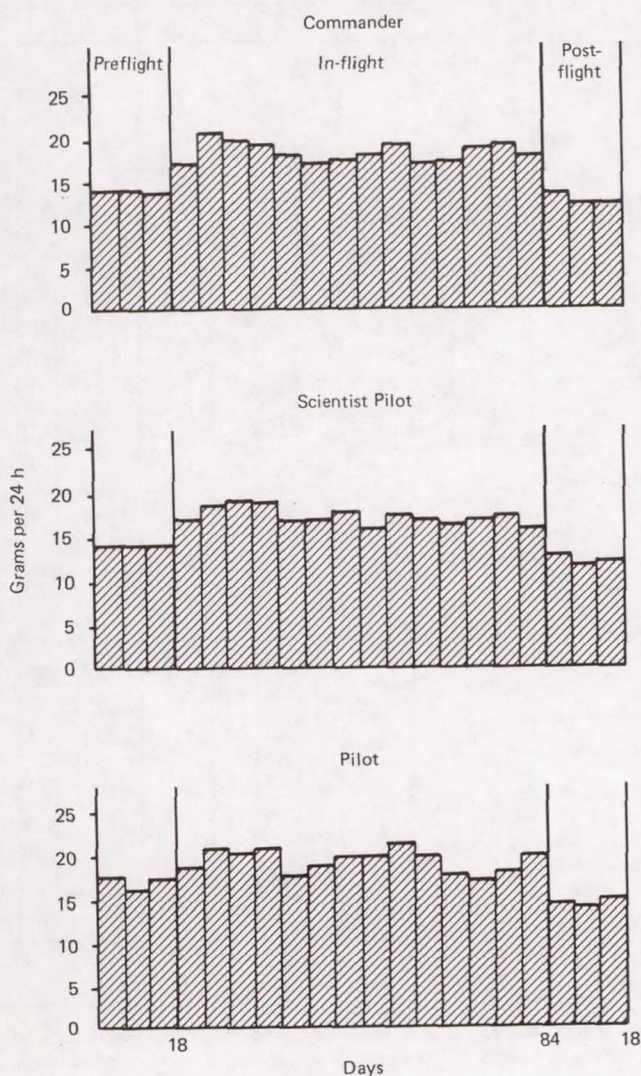 Commander
Preflight
In-flight
Post-
flight
25
20
15
10
5
0
Scientist Pilot
Grams per 24 h
25
20
15
10
5
0
Pilot
25
20
15
10
5
0
18
84
18
Days